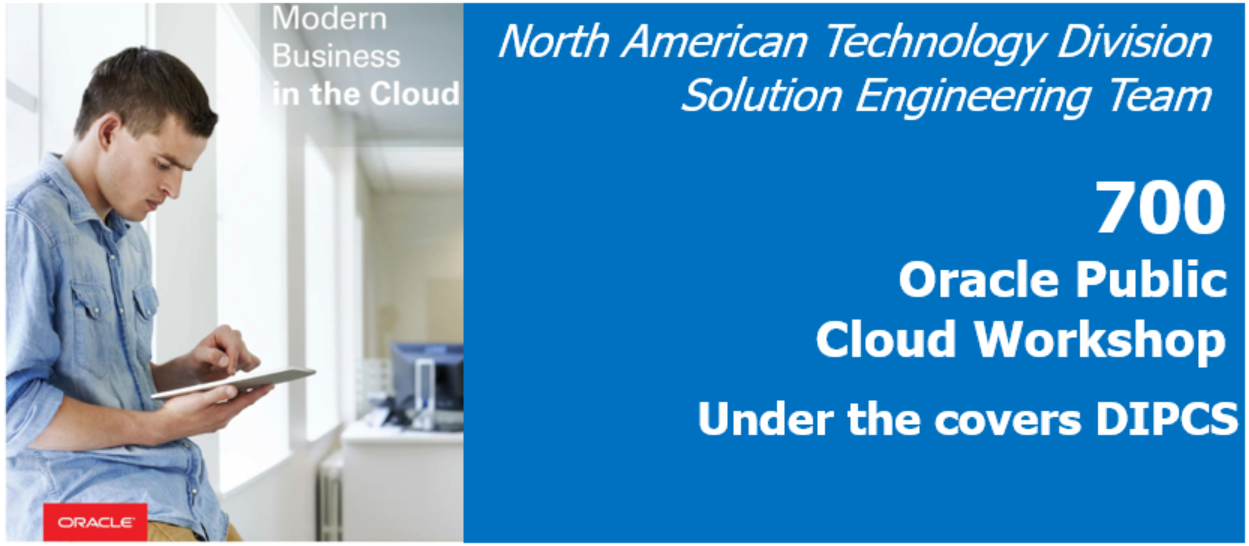 Modern
Business
in the Cloud
ORACLE
North American Technology Division
Solution Engineering Team
700
Oracle Public
Cloud Workshop
Under the covers DIPCS